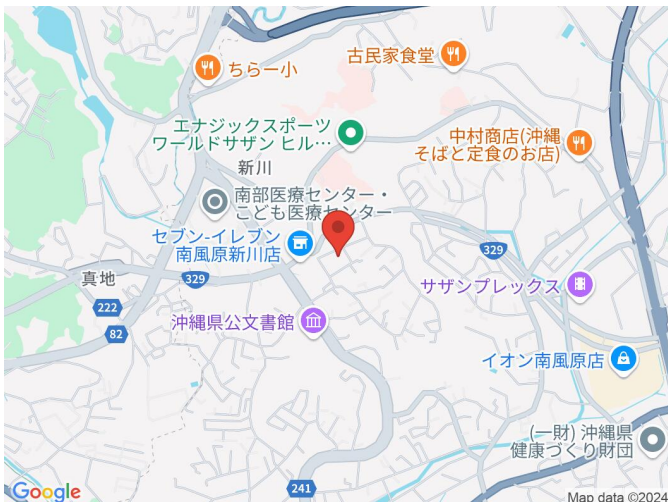 ちらー小
古民家食堂
エナジックスポーツ
ワールドサザン ヒル…
中村商店(沖縄
そばと定食のお店)
新川
南部医療センター・
こども医療センター
セブン-イレブン
南風原新川店
329
真地
329
サザンプレックス
222
82
沖縄県公文書館
イオン南風原店
(一財) 沖縄県
健康づくり財団
241
Google
Map data ©2024